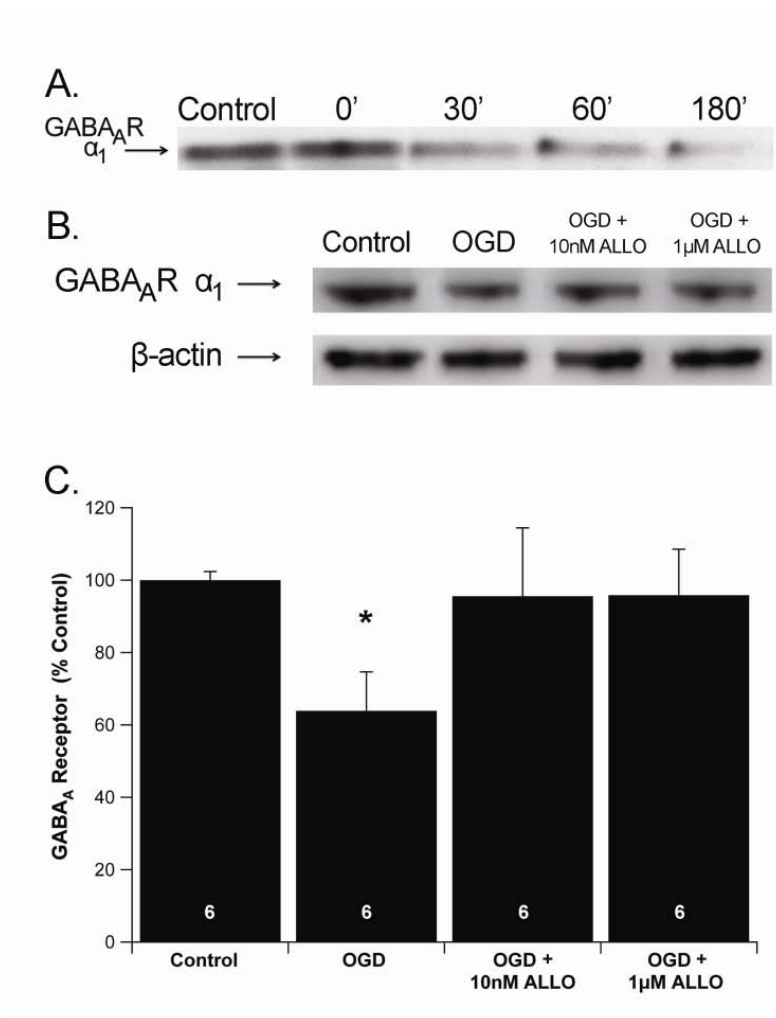 A.
Control 0’ 30’ 60’ 180’
GABAAR
α1
B.
Control OGD OGD + 10nM ALLO OGD + 1µM ALLO
GABAAR α1
β-actin
C.
GABAA Receptor (% Control)
120
100
80
60
40
20
0
*
6 6 6 6
Control OGD OGD + 10nM ALLO OGD + 1µM ALLO